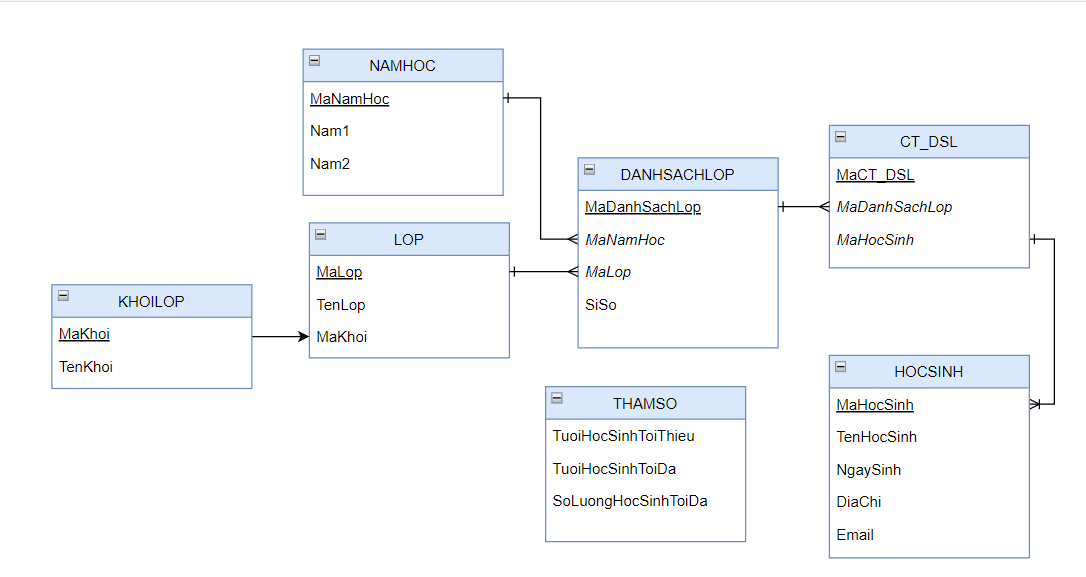 NAMHOC
MaNamHoc
Nam1
Nam2
LOP
MaLop
TenLop
MaKhoi
KHOILOP
MaKhoi
TenKhoi
DANHSACHLOP
MaDanhSachLop
MaNamHoc
MaLop
SiSo
CT_DSL
MaCT_DSL
MaDanhSachLop
MaHocSinh
THAMSO
TuoiHocSinhToiThieu
TuoiHocSinhToiDa
SoLuongHocSinhToiDa
HOCSINH
MaHocSinh
TenHocSinh
NgaySinh
DiaChi
Email